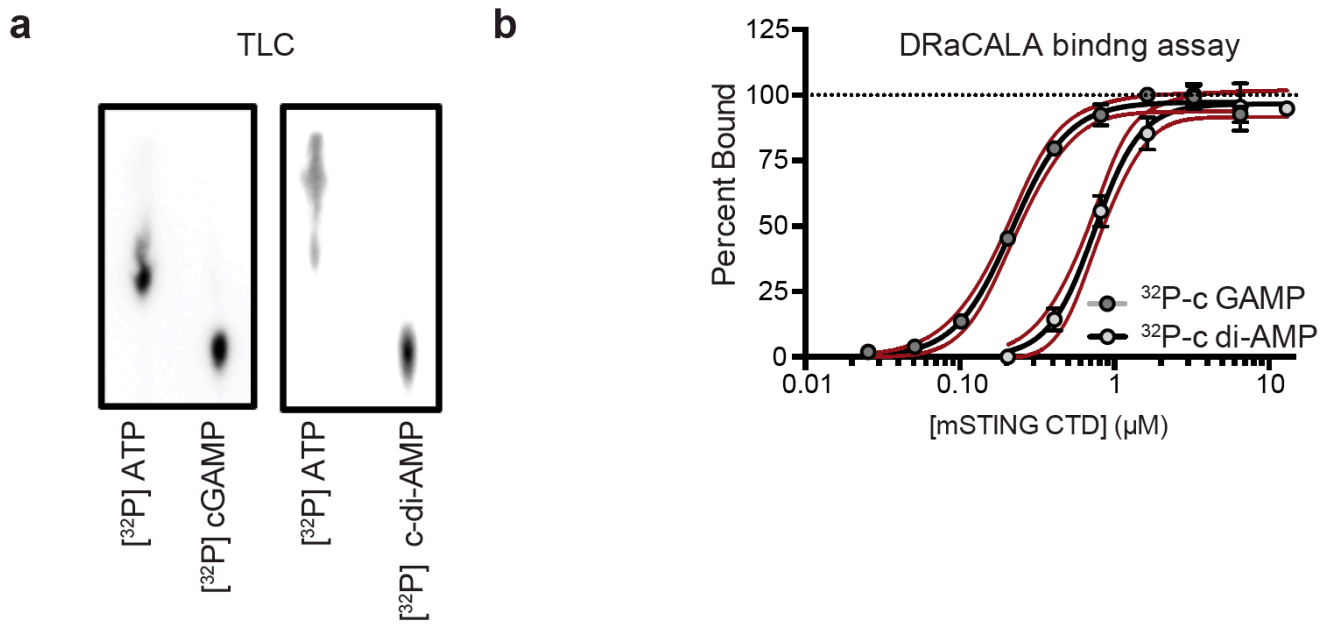 a
TLC
[32P] ATP
[32P] cGAMP
[32P] ATP
[32P] c-di-AMP
b
DRaCALA bindng assay
Percent Bound
125
100
75
50
25
0
0.01
0.10
1
10
[mSTING CTD] (µM)
32P-c GAMP
32P-c di-AMP